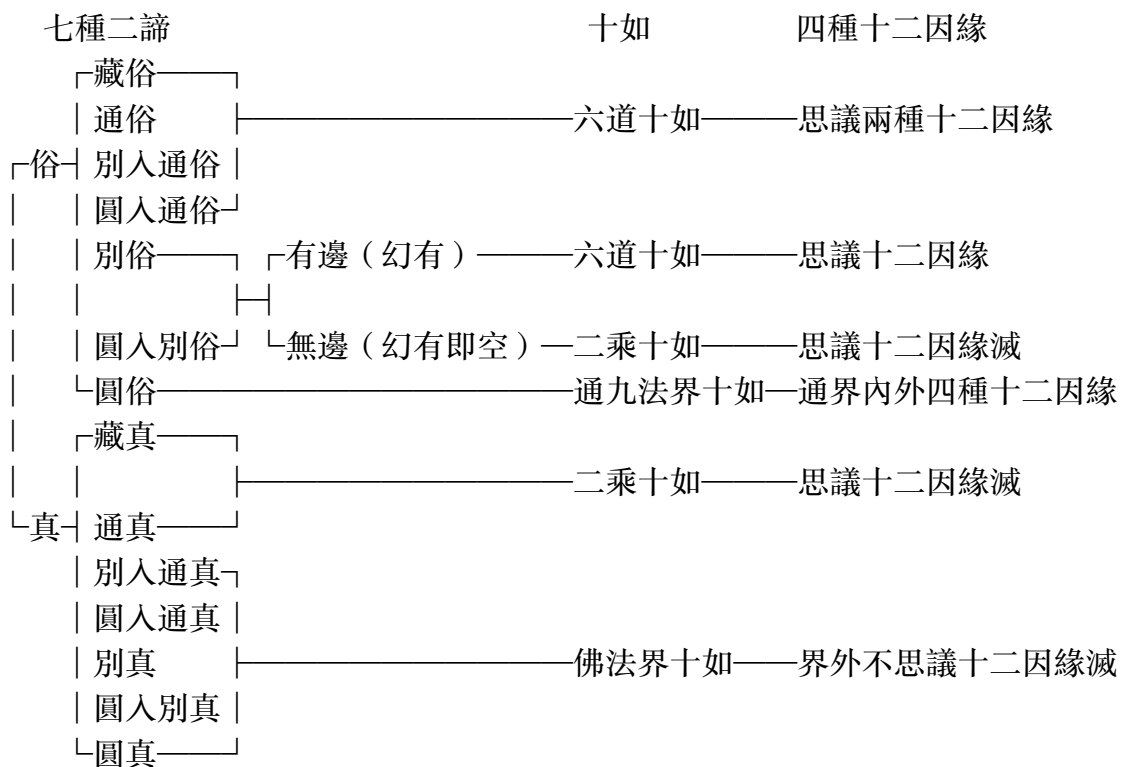 七種二諦 十如 四種十二因緣
藏俗
通俗 六道十如 思議兩種十二因緣
俗 別入通俗
圓入通俗
別俗 有邊（幻有） 六道十如 思議十二因緣
圓入別俗 無邊（幻有即空） 二乘十如 思議十二因緣滅
圓俗 通九法界十如 通界內外四種十二因緣
藏真
二乘十如 思議十二因緣滅
真 通真
別入通真
圓入通真
別真 佛法界十如 界外不思議十二因緣滅
圓入別真
圓真